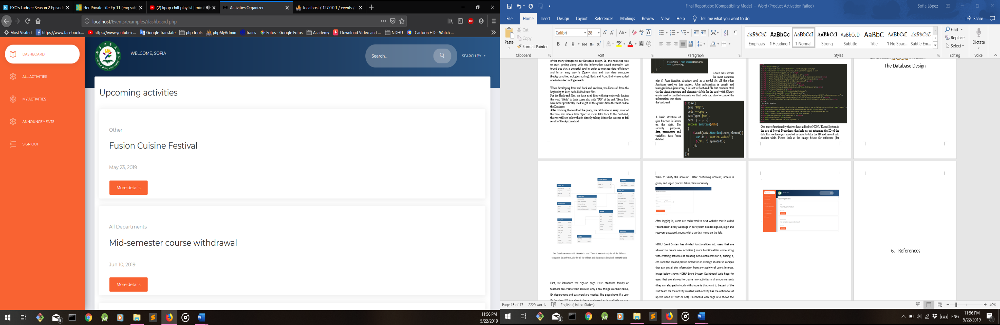 EXO's Ladder: Season 2 Episod
Her Private Life Ep 11 (eng sub
(2) kpop chill playlist | mix
Activities Organizer
localhost / 127.0.0.1 / events /
localhost/Events/examples/dashboard.php
Most Visited
https://www.facebook....
https://www.youtube.c...
Google Translate
php tools
phpMyAdmin
trains
Fotos - Google Fotos
Academy
Download Video and ...
NDHU
Cartoon HD - Watch ...
DASHBOARD
ALL ACTIVITIES
MY ACTIVITIES
ANNOUNCEMENTS
SIGN OUT
WELCOME, SOFIA
Search...
SEARCH BY
Upcoming activities
Other
Fusion Cuisine Festival
May 23, 2019
More details
All Departments
Mid-semester course withdrawal
Jun 10, 2019
More details
11:56 PM
5/22/2019
Final Report.doc [Compatibility Mode] - Word (Product Activation Failed)
Sofia López
File Home Insert Design Layout References Mailings Review View Help Tell me what you want to do
Share
Paste
Cut
Copy
Format Painter
Clipboard
Calibri 28
Font
Paragraph
Emphasis
¶ Heading 1
¶ Normal
Strong
Subtitle
Title
¶ No Spac...
Subtle Em...
Styles
Find
Replace
Select
Editing
Dictate
Voice
of the many changes to our Database design. So, the next step was
to start getting along with the information saved manually. We
found out that a powerful tool in order to manage data efficiently
and in an easy way is jQuery, ajax and json data structure
(background technologies adding). Back and Front End where added
one to two technologies each.
When developing front and back end sections, we discussed from the
beginning to keep both divided into files.
For the Back-end files, we have used files with php code only having
the word “fetch” in their name also with “DB” at the end. These files
have been specifically used to get all the queries from the front-end to
the Database.
After catching the result of the query, we catch into an array, most of
the time, and into a Json object so it can take back to the front-end,
that we will see below that is directly taking it into the success or fail
result of the Ajax method.
$jsonstring = json_encode($jsonvar);
echo $jsonstring;
Above was shown
the most common
php & Json function structure used as a model for all the other
functions used on this project. After information is caught and
managed into a json array, it is sent to front-end file that contains html
(as the visual structure and elements visible for the user) with jQuery
(code used to handled elements on html code and also to control the
information sent from
the back-end.
A basic structure of
ajax function is shown
on the right. For
security purposes,
data, parameters and
variables have been
deleted.
$.ajax({
type:'POST',
url:'===.php',
dataType:'json',
data: {...,...},
success:function(data)
{
$.each(data,function(index,element){
var dd = '<option value="';
$("#...").append(dd);
});
}
});
One more functionality that we have added to NDHU Event System is
the use of Stored Procedures that help us out returning the ID of the
data that we have just inserted in order to take the ID and save it into
another table. Please look at the image below for reference (for
The Database Design
Our Data base counts with 10 tables in total. There is one table only for all the different
categories for activities, also for all the colleges and departments in school, one table each.
First, we introduce the sign-up page. Here, students, faculty or
teachers can create their account, only a few things like their name,
ID, department and password are needed. The page shows if a user
them to verify the account. After confirming account, access is
given, and log-in process takes places normally
After logging in, users are redirected to next website that is called
“dashboard”. Every webpage in our system besides sign up, login and
recovery password, counts with a vertical menu on the left.
NDHU Event System has divided functionalities into users that are
allowed to create new activities ( more functionalities come along
with creating activities as creating announcements for it, editing it,
etc.) and the second profile aimed for an average student in campus
that can get all the information from any activity of user's interest.
Image below shows NDHU Event System Dashboard Web Page for
users that are allowed to create new activities and announcements
(they can also get in touch with students that want to be part of the
staff team for the activity created; each activity has the option to set
up the need of staff or not). Dashboard web page also shows the
6. References
Page 15 of 17
2229 words
English (United States)
40%
ENG
11:56 PM
5/22/2019